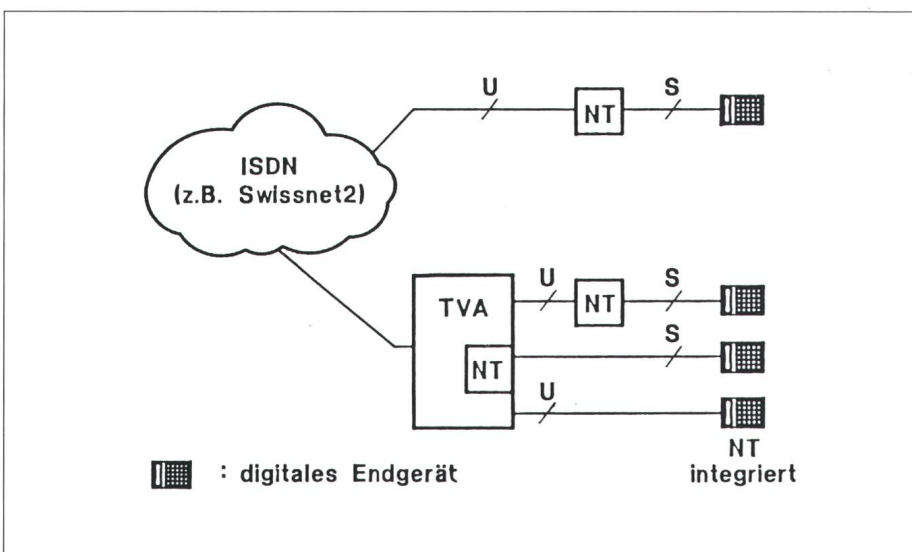 U
NT
S
ISDN
(z.B. Swissnet2)
TVA
U
NT
S
NT
S
U
NT
integriert
: digitales Endgerät